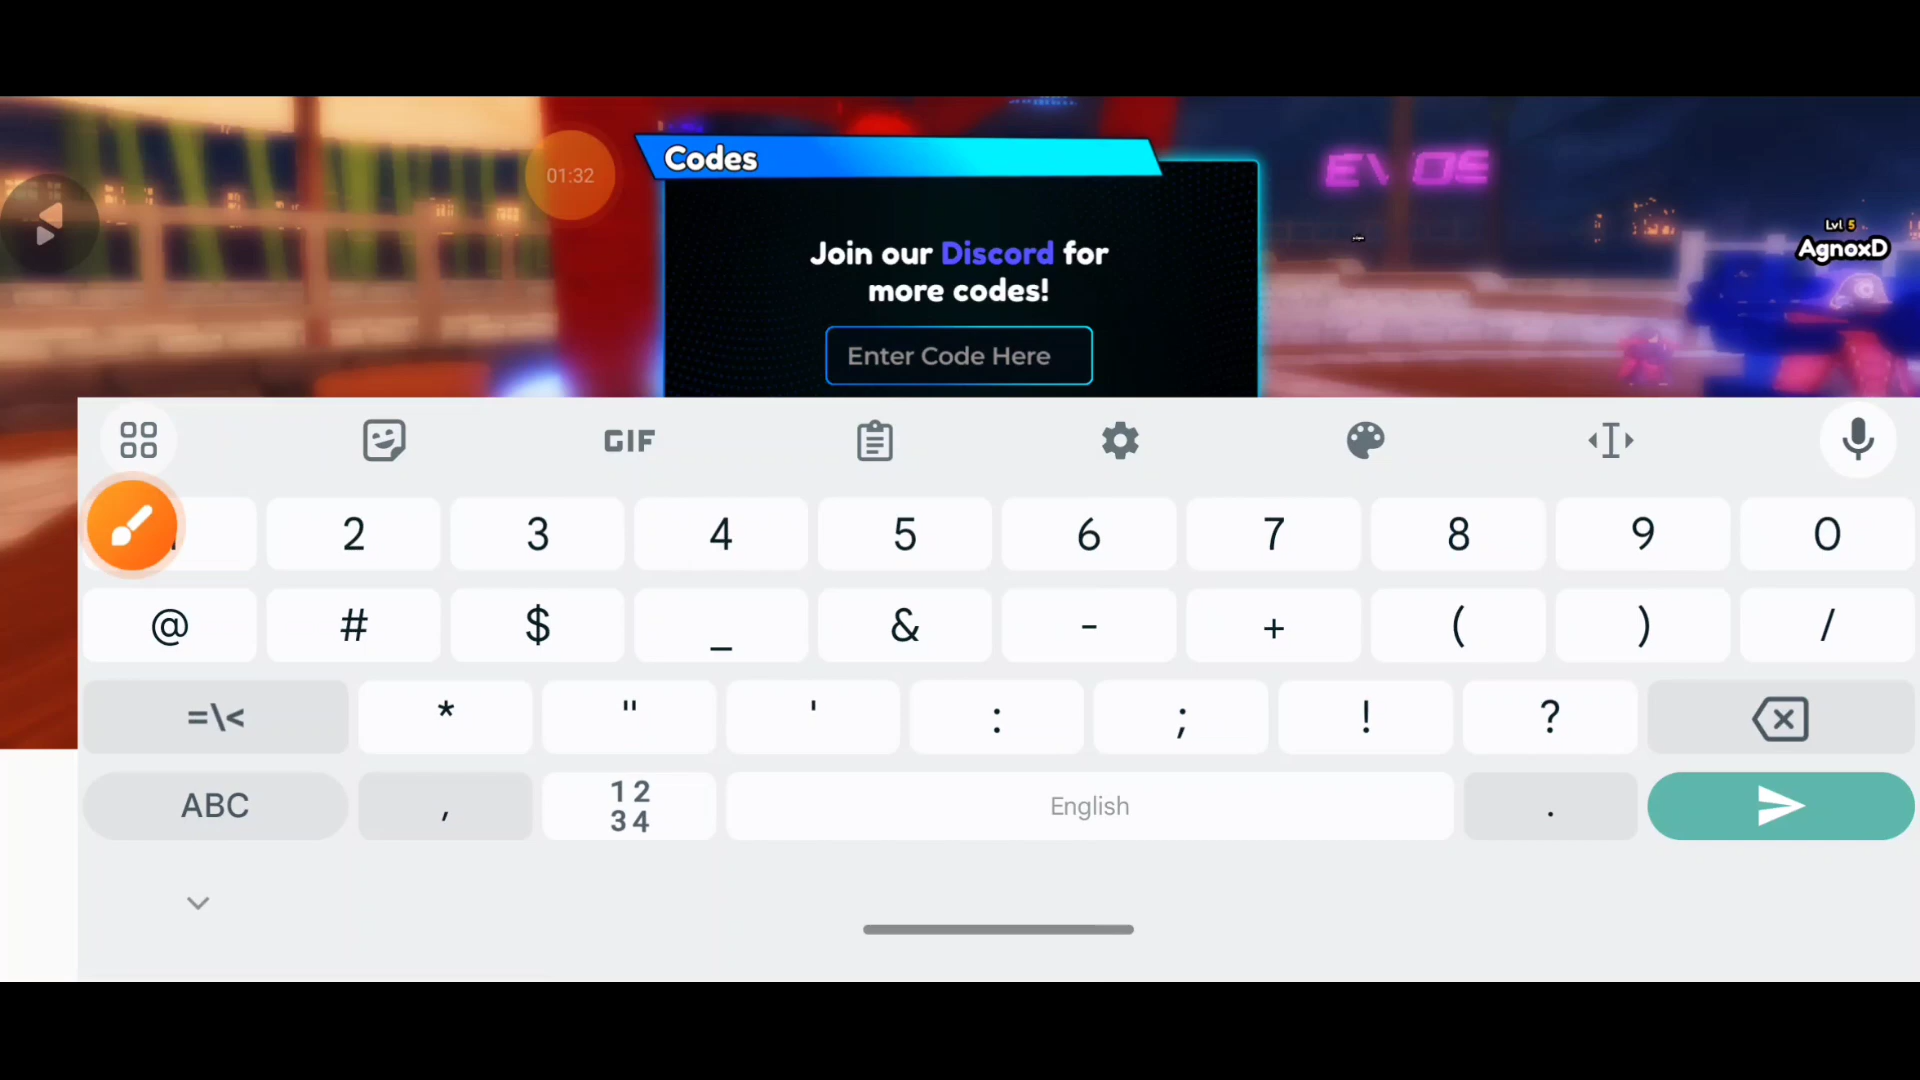 Codes
01:32
Join our Discord for
more codes!
Enter Code Here
Lvl 5
AgnoxD
GIF
2 3 4 5 6 7 8 9 0
@ # $ _ & - + ( ) /
=\< * " ' : ; ! ?
ABC , 12 English .
34